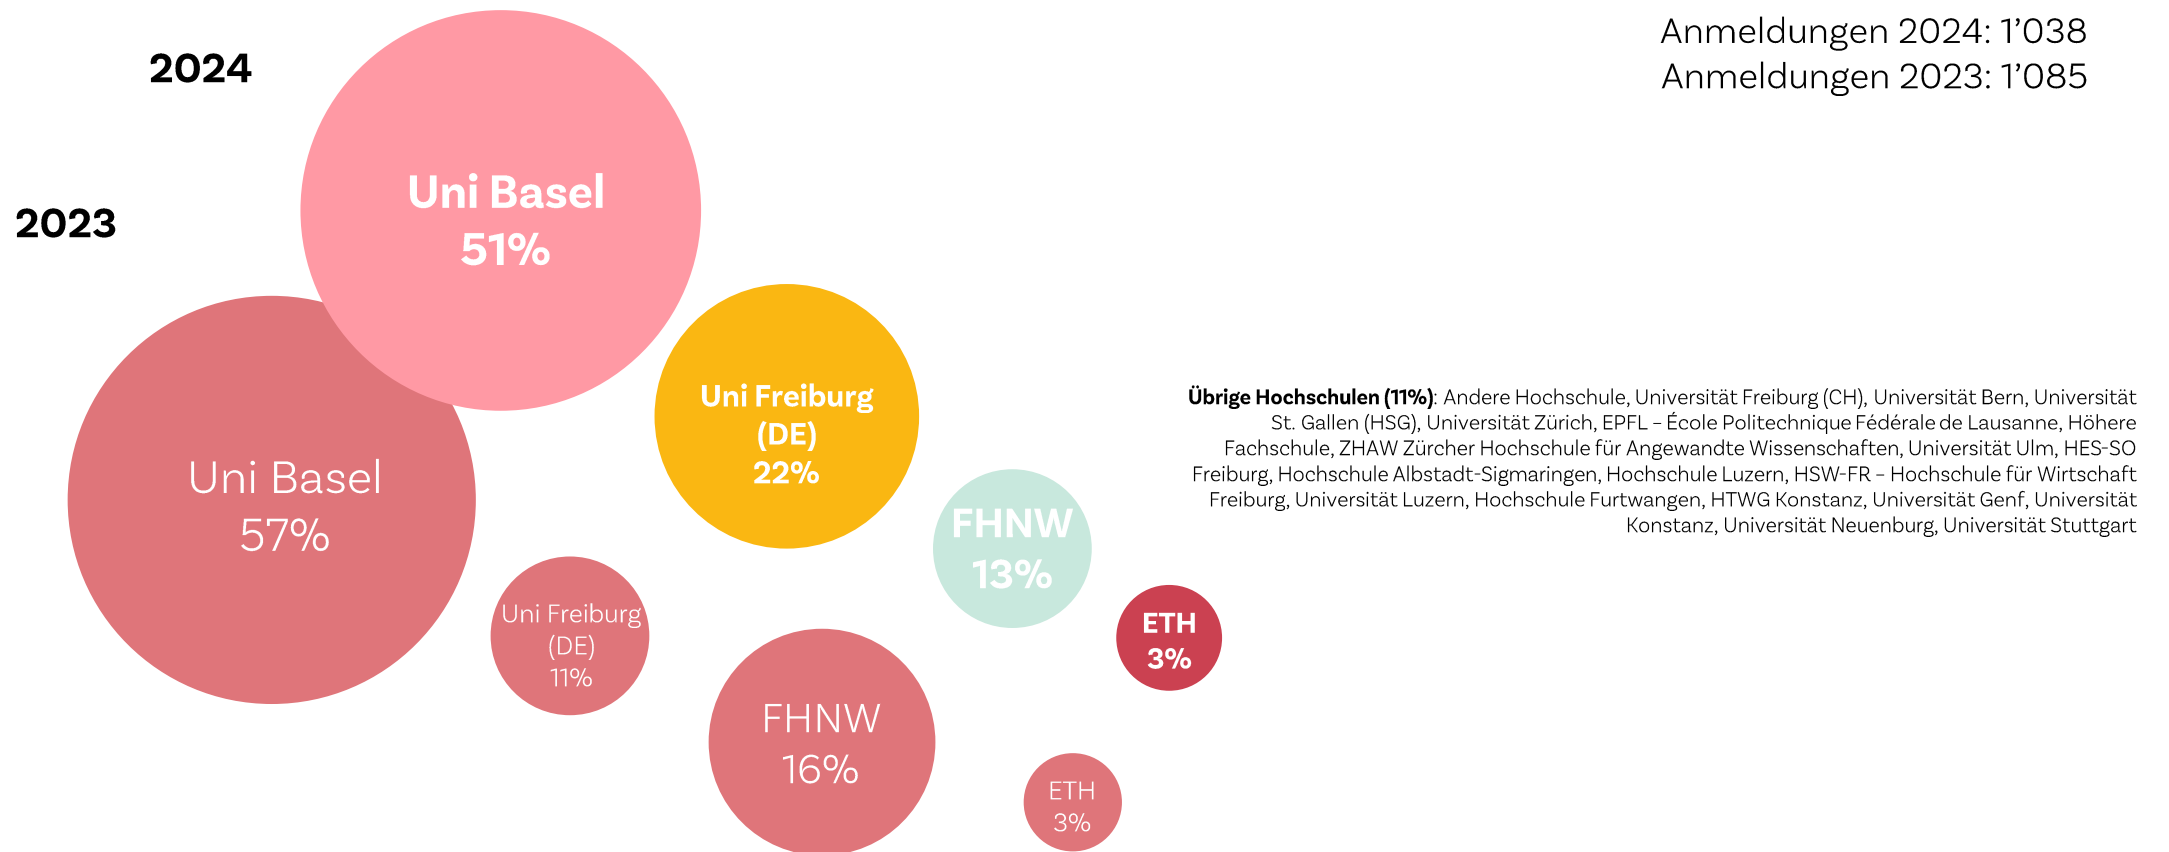 2024
Anmeldungen 2024: 1’038
Anmeldungen 2023: 1’085
Uni Basel
51%
2023
Uni Freiburg
(DE)
22%
Übrige Hochschulen (11%): Andere Hochschule, Universität Freiburg (CH), Universität Bern, Universität
St. Gallen (HSG), Universität Zürich, EPFL – École Politechnique Fédérale de Lausanne, Höhere
Fachschule, ZHAW Zürcher Hochschule für Angewandte Wissenschaften, Universität Ulm, HES-SO
Freiburg, Hochschule Albstadt-Sigmaringen, Hochschule Luzern, HSW-FR – Hochschule für Wirtschaft
Freiburg, Universität Luzern, Hochschule Furtwangen, HTWG Konstanz, Universität Genf, Universität
Konstanz, Universität Neuenburg, Universität Stuttgart
Uni Basel
57%
FHNW
13%
Uni Freiburg
(DE)
11%
ETH
3%
FHNW
16%
ETH
3%